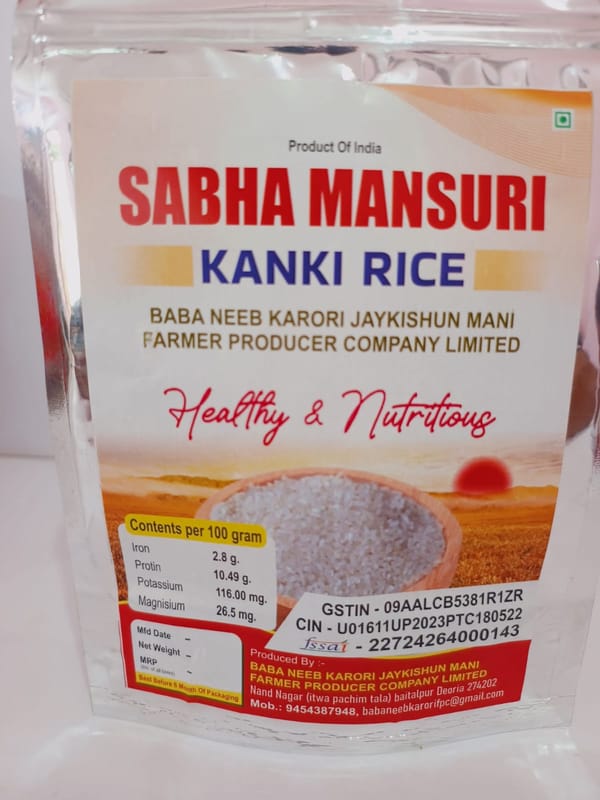 Product Of India
SABHA MANSURI
KANKI RICE
BABA NEEB KARORI JAYKISHUN MANI
FARMER PRODUCER COMPANY LIMITED
Healthy & Nutritious
Contents per 100 gram
Iron 2.8 g.
Protin 10.49 g.
Potassium 116.00 mg.
Magnisium 26.5 mg.
GSTIN - 09AALCB5381R1ZR
CIN - U01611UP2023PTC180522
fssai - 22724264000143
Mfd Date -
Net Weight -
MRP -
Best Before 6 Month Of Packaging
Produced By :-
BABA NEEB KARORI JAYKISHUN MANI
FARMER PRODUCER COMPANY LIMITED
Nand Nagar (itwa pachim tala) baitalpur Deoria 274202
Mob.: 9454387948, babaneebkarorifpc@gmail.com